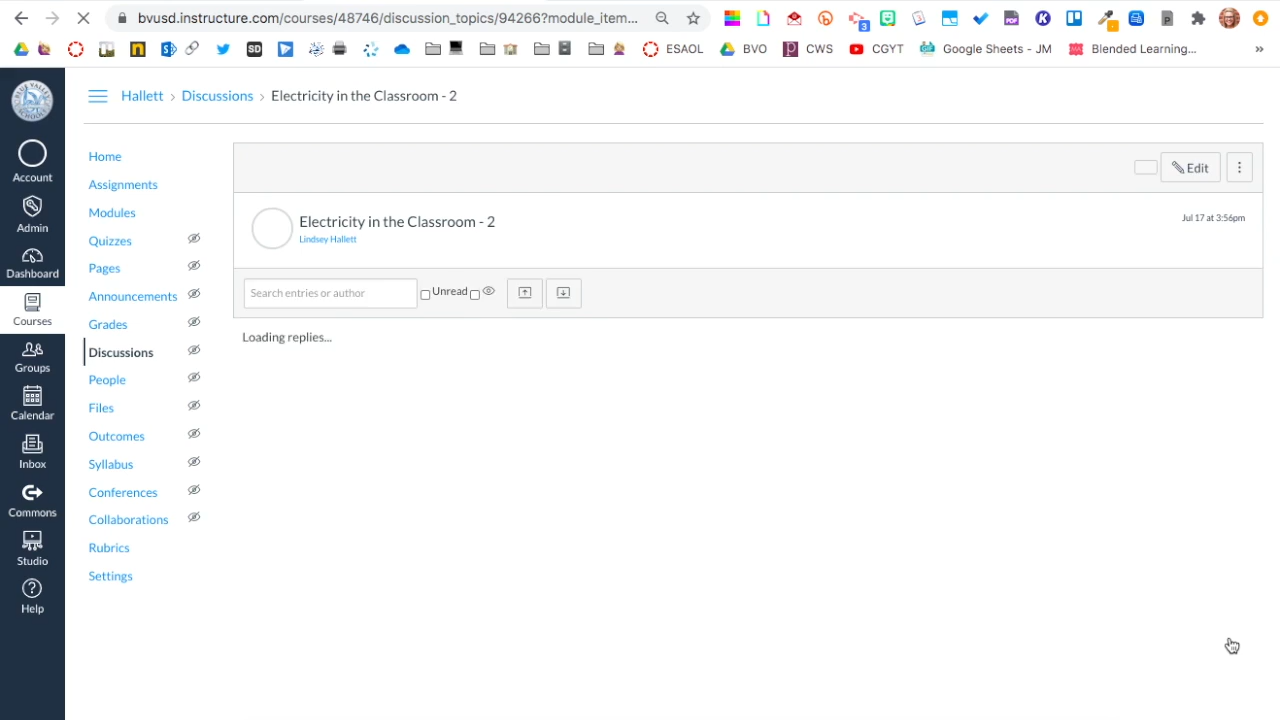 bvusd.instructure.com/courses/48746/discussion_topics/94266?module_item...
ESAOL BVO CWS CGYT Google Sheets - JM Blended Learning... »
Hallett › Discussions › Electricity in the Classroom - 2
Account
Admin
Dashboard
Courses
Groups
Calendar
Inbox
Commons
Studio
Help
Home
Assignments
Modules
Quizzes
Pages
Announcements
Grades
Discussions
People
Files
Outcomes
Syllabus
Conferences
Collaborations
Rubrics
Settings
Edit
Electricity in the Classroom - 2
Jul 17 at 3:56pm
Lindsey Hallett
Search entries or author
Unread
Loading replies...